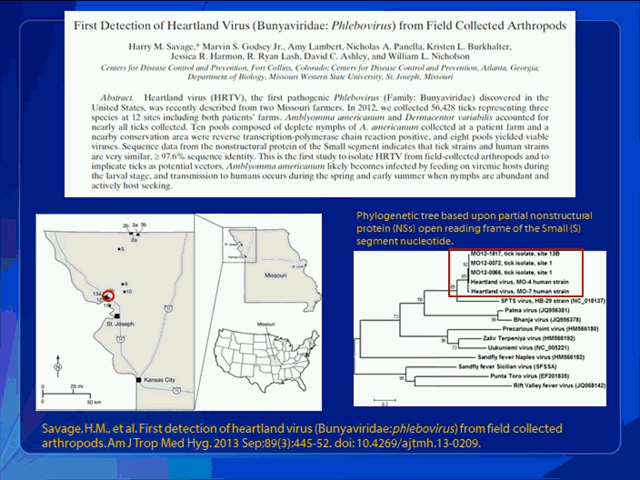 First Detection of Heartland Virus (Bunyaviridae: Phlebovirus) from Field Collected Arthropods
Harry M. Savage,* Marvin S. Godsey Jr., Amy Lambert, Nicholas A. Panella, Kristen L. Burkhalter,
Jessica R. Harmon, R. Ryan Lash, David C. Ashley, and William L. Nicholson
Centers for Disease Control and Prevention, Fort Collins, Colorado; Centers for Disease Control and Prevention, Atlanta, Georgia;
Department of Biology, Missouri Western State University, St. Joseph, Missouri
Abstract. Heartland virus (HRTV), the first pathogenic Phlebovirus (Family: Bunyaviridae) discovered in the
United States, was recently described from two Missouri farmers. In 2012, we collected 56,428 ticks representing three
species at 12 sites including both patients' farms. Amblyomma americanum and Dermacentor variabilis accounted for
nearly all ticks collected. Ten pools composed of deplete nymphs of A. americanum collected at a patient farm and a
nearby conservation area were reverse transcription-polymerase chain reaction positive, and eight pools yielded viable
viruses. Sequence data from the nonstructural protein of the Small segment indicates that tick strains and human strains
are very similar, ≥ 97.6% sequence identity. This is the first study to isolate HRTV from field-collected arthropods and to
implicate ticks as potential vectors. Amblyomma americanum likely becomes infected by feeding on viremic hosts during
the larval stage, and transmission to humans occurs during the spring and early summer when nymphs are abundant and
actively host seeking.
Phylogenetic tree based upon partial nonstructural
protein (NSs) open reading frame of the Small (S)
segment nucleotide.
2b 3a 3b
2a
5
9
10
St. Joseph
Kansas City
N
0 25 mi
0 50 km
Missouri
Missouri
MO12-1817, tick isolate, site 13B
MO12-0072, tick isolate, site 1
MO12-0066, tick isolate, site 1
Heartland virus, MO-4 human strain
Heartland virus, MO-7 human strain
SFTS virus, HB-29 strain (NC_018137)
Palma virus (JQ956381)
Bhanja virus (JQ956378)
Precarious Point virus (HM566180)
Zaliv Terpeniya virus (HM566192)
Uukuniemi virus (NC_005221)
Sandfly fever Naples virus (HM566182)
Sandfly fever Sicilian virus (SFSSA)
Punta Toro virus (EF201835)
Rift Valley fever virus (JQ068142)
0.2
Savage, H.M., et al. First detection of heartland virus (Bunyaviridae: phlebovirus) from field collected
arthropods. Am J Trop Med Hyg. 2013 Sep;89(3):445-52. doi: 10.4269/ajtmh.13-0209.